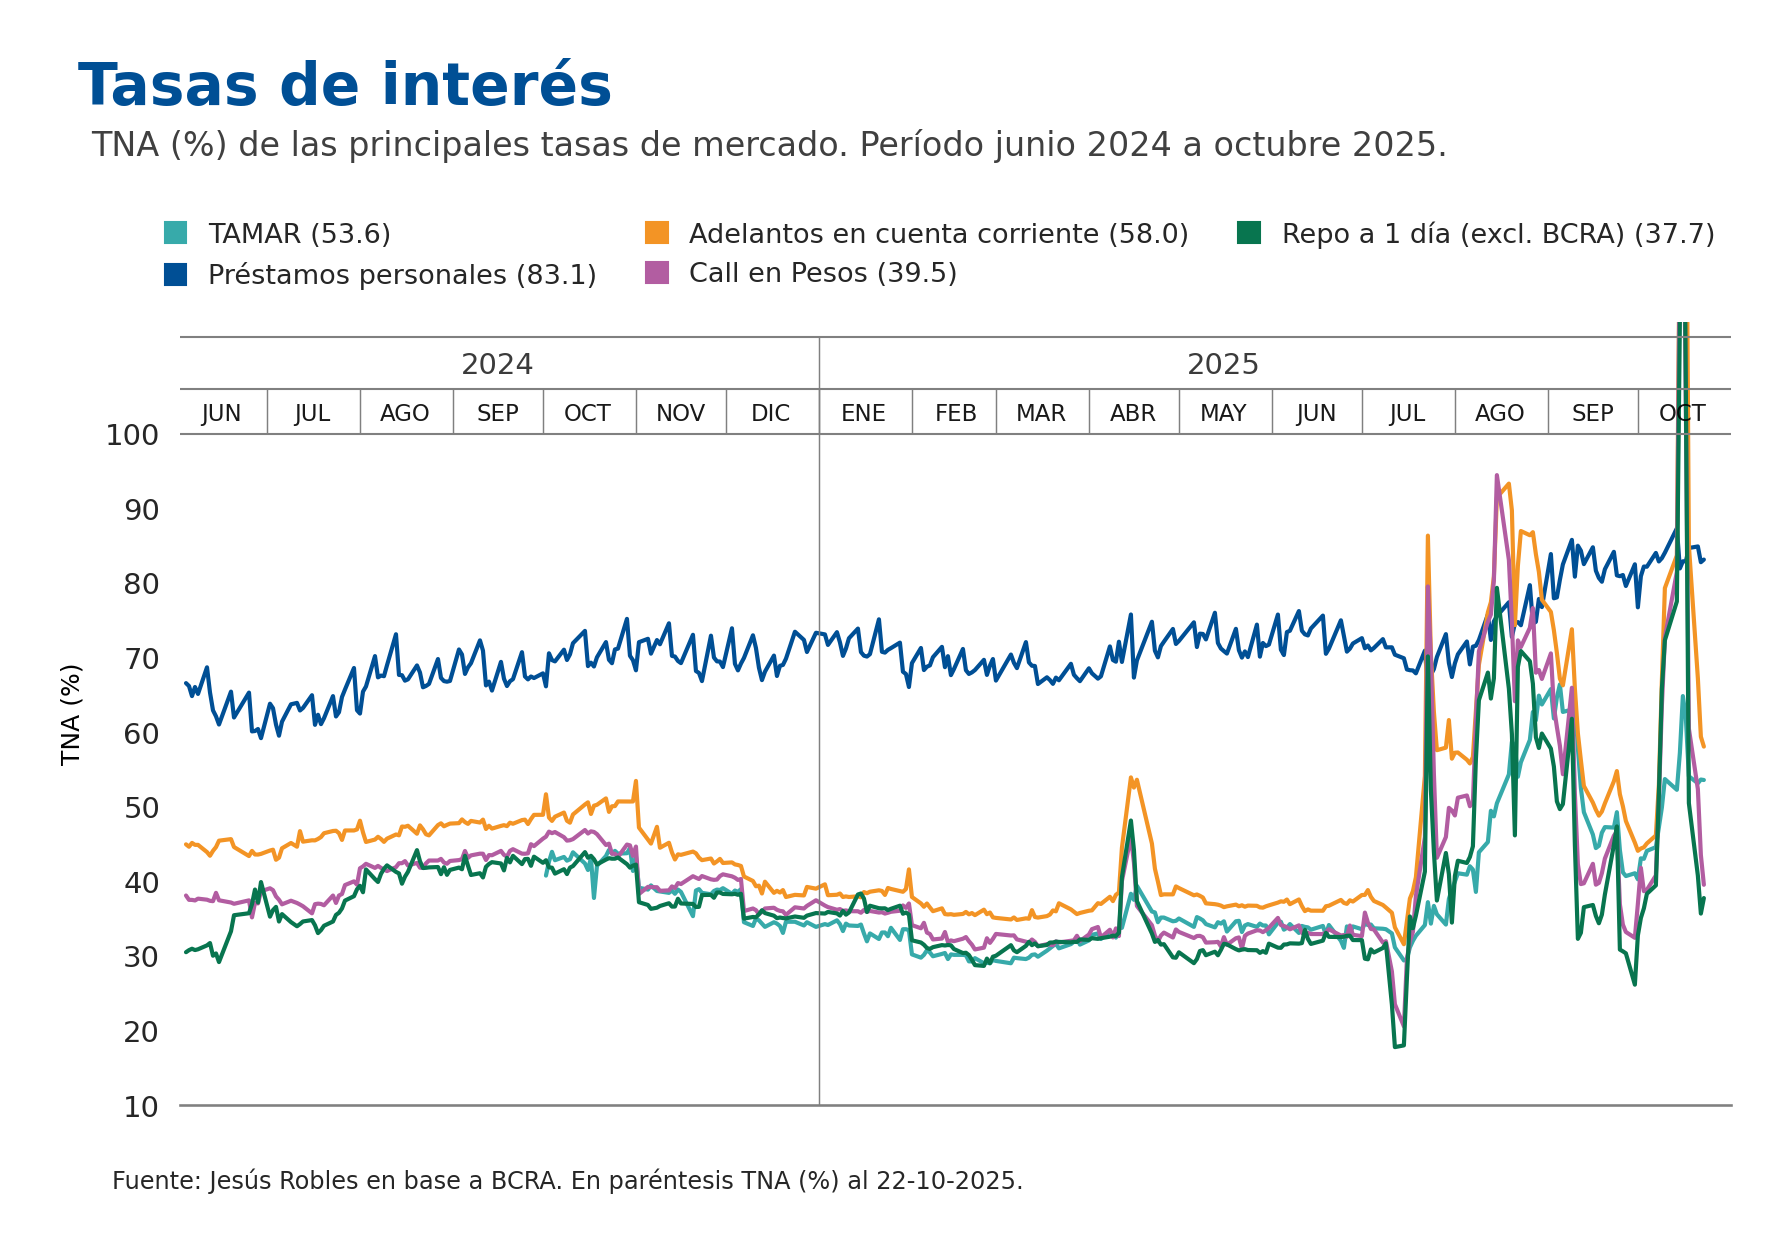 Tasas de interés
TNA (%) de las principales tasas de mercado. Período junio 2024 a octubre 2025.
TAMAR (53.6)
Adelantos en cuenta corriente (58.0)
Repo a 1 día (excl. BCRA) (37.7)
Préstamos personales (83.1)
Call en Pesos (39.5)
2024 2025
JUN JUL AGO SEP OCT NOV DIC ENE FEB MAR ABR MAY JUN JUL AGO SEP OCT
100
90
80
70
60
50
40
30
20
10
TNA (%)
Fuente: Jesús Robles en base a BCRA. En paréntesis TNA (%) al 22-10-2025.